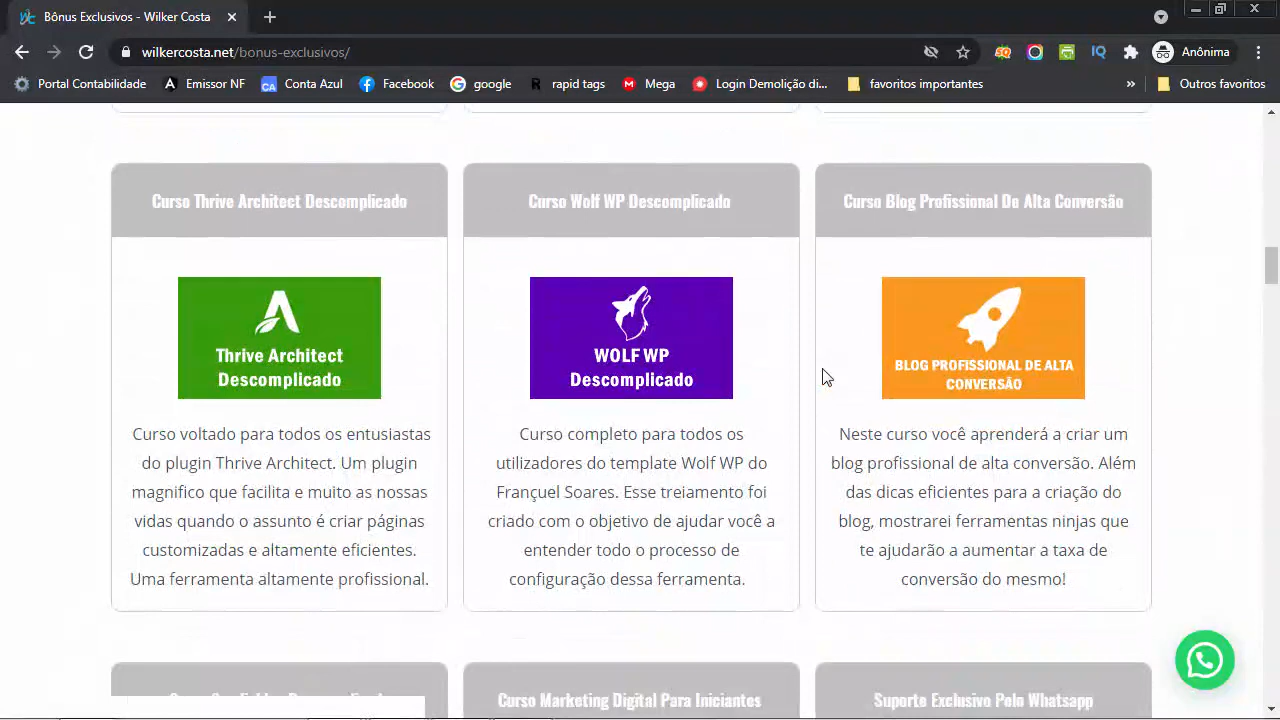 Bônus Exclusivos - Wilker Costa
wilkercosta.net/bonus-exclusivos/
SQ
IQ
Anônima
Portal Contabilidade
A Emissor NF
CA Conta Azul
Facebook
google
R rapid tags
M Mega
Login Demolição di...
favoritos importantes
»
Outros favoritos
Curso Thrive Architect Descomplicado
Curso Wolf WP Descomplicado
Curso Blog Profissional De Alta Conversão
Thrive Architect
Descomplicado
WOLF WP
Descomplicado
BLOG PROFISSIONAL DE ALTA
CONVERSÃO
Curso voltado para todos os entusiastas
do plugin Thrive Architect. Um plugin
magnifico que facilita e muito as nossas
vidas quando o assunto é criar páginas
customizadas e altamente eficientes.
Uma ferramenta altamente profissional.
Curso completo para todos os
utilizadores do template Wolf WP do
Françuel Soares. Esse treiamento foi
criado com o objetivo de ajudar você a
entender todo o processo de
configuração dessa ferramenta.
Neste curso você aprenderá a criar um
blog profissional de alta conversão. Além
das dicas eficientes para a criação do
blog, mostrarei ferramentas ninjas que
te ajudarão a aumentar a taxa de
conversão do mesmo!
Curso Marketing Digital Para Iniciantes
Suporte Exclusivo Pelo Whatsapp